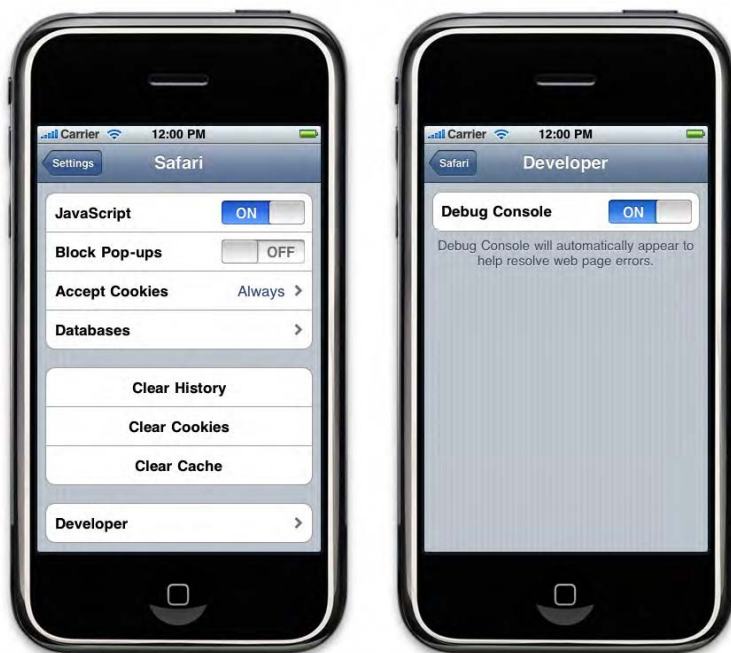 Carrier 12:00 PM
Settings Safari
JavaScript ON
Block Pop-ups OFF
Accept Cookies Always
Databases
Clear History
Clear Cookies
Clear Cache
Developer
Carrier 12:00 PM
Safari Developer
Debug Console ON
Debug Console will automatically appear to
help resolve web page errors.